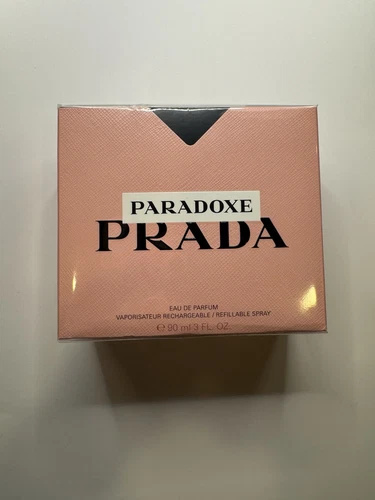 PARADOXE
PRADA
EAU DE PARFUM
VAPORISATEUR RECHARGEABLE / REFILLABLE SPRAY
℮ 90 ml 3 FL. OZ.